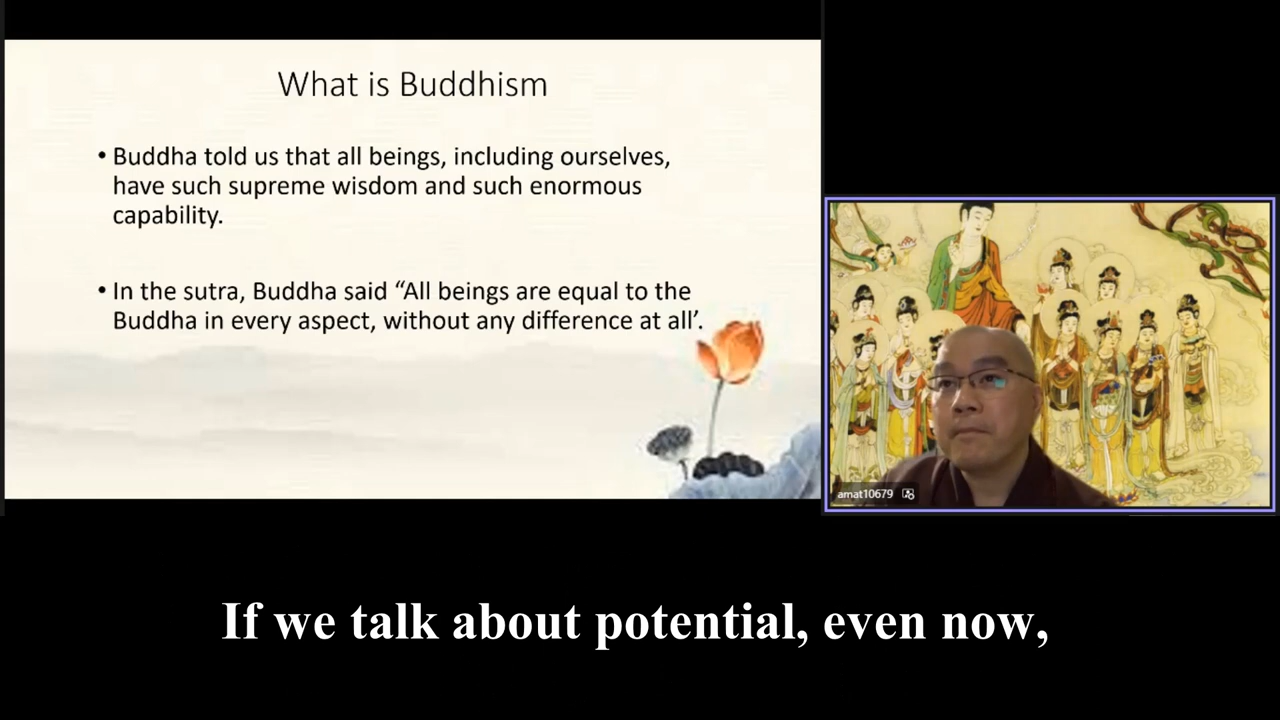 What is Buddhism
• Buddha told us that all beings, including ourselves,
have such supreme wisdom and such enormous
capability.
• In the sutra, Buddha said “All beings are equal to the
Buddha in every aspect, without any difference at all’.
amat10679
If we talk about potential, even now,